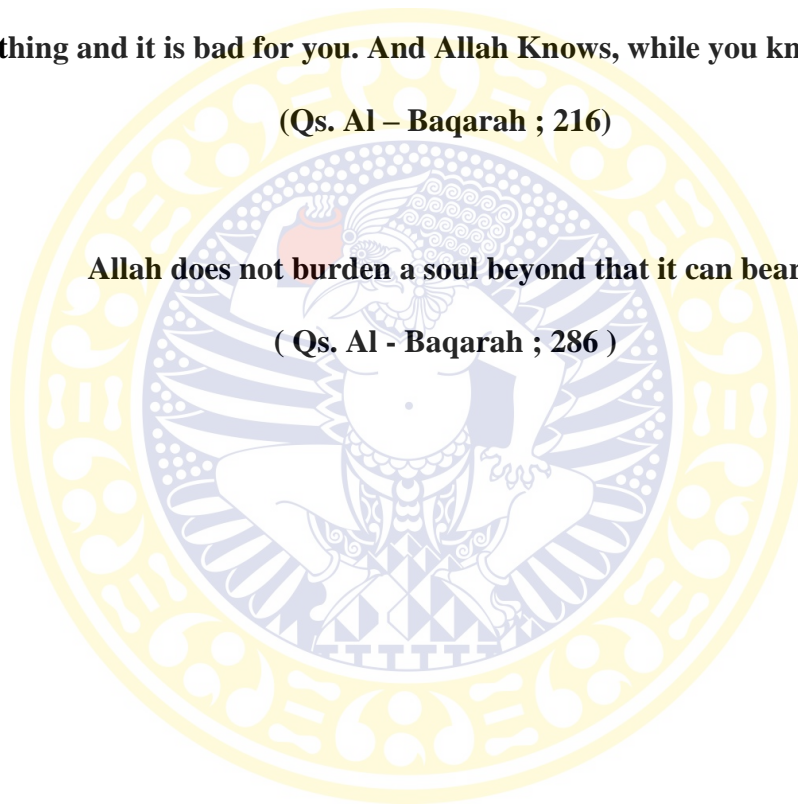 thing and it is bad for you. And Allah Knows, while you kn
(Qs. Al – Baqarah ; 216)
Allah does not burden a soul beyond that it can bear
( Qs. Al - Baqarah ; 286 )